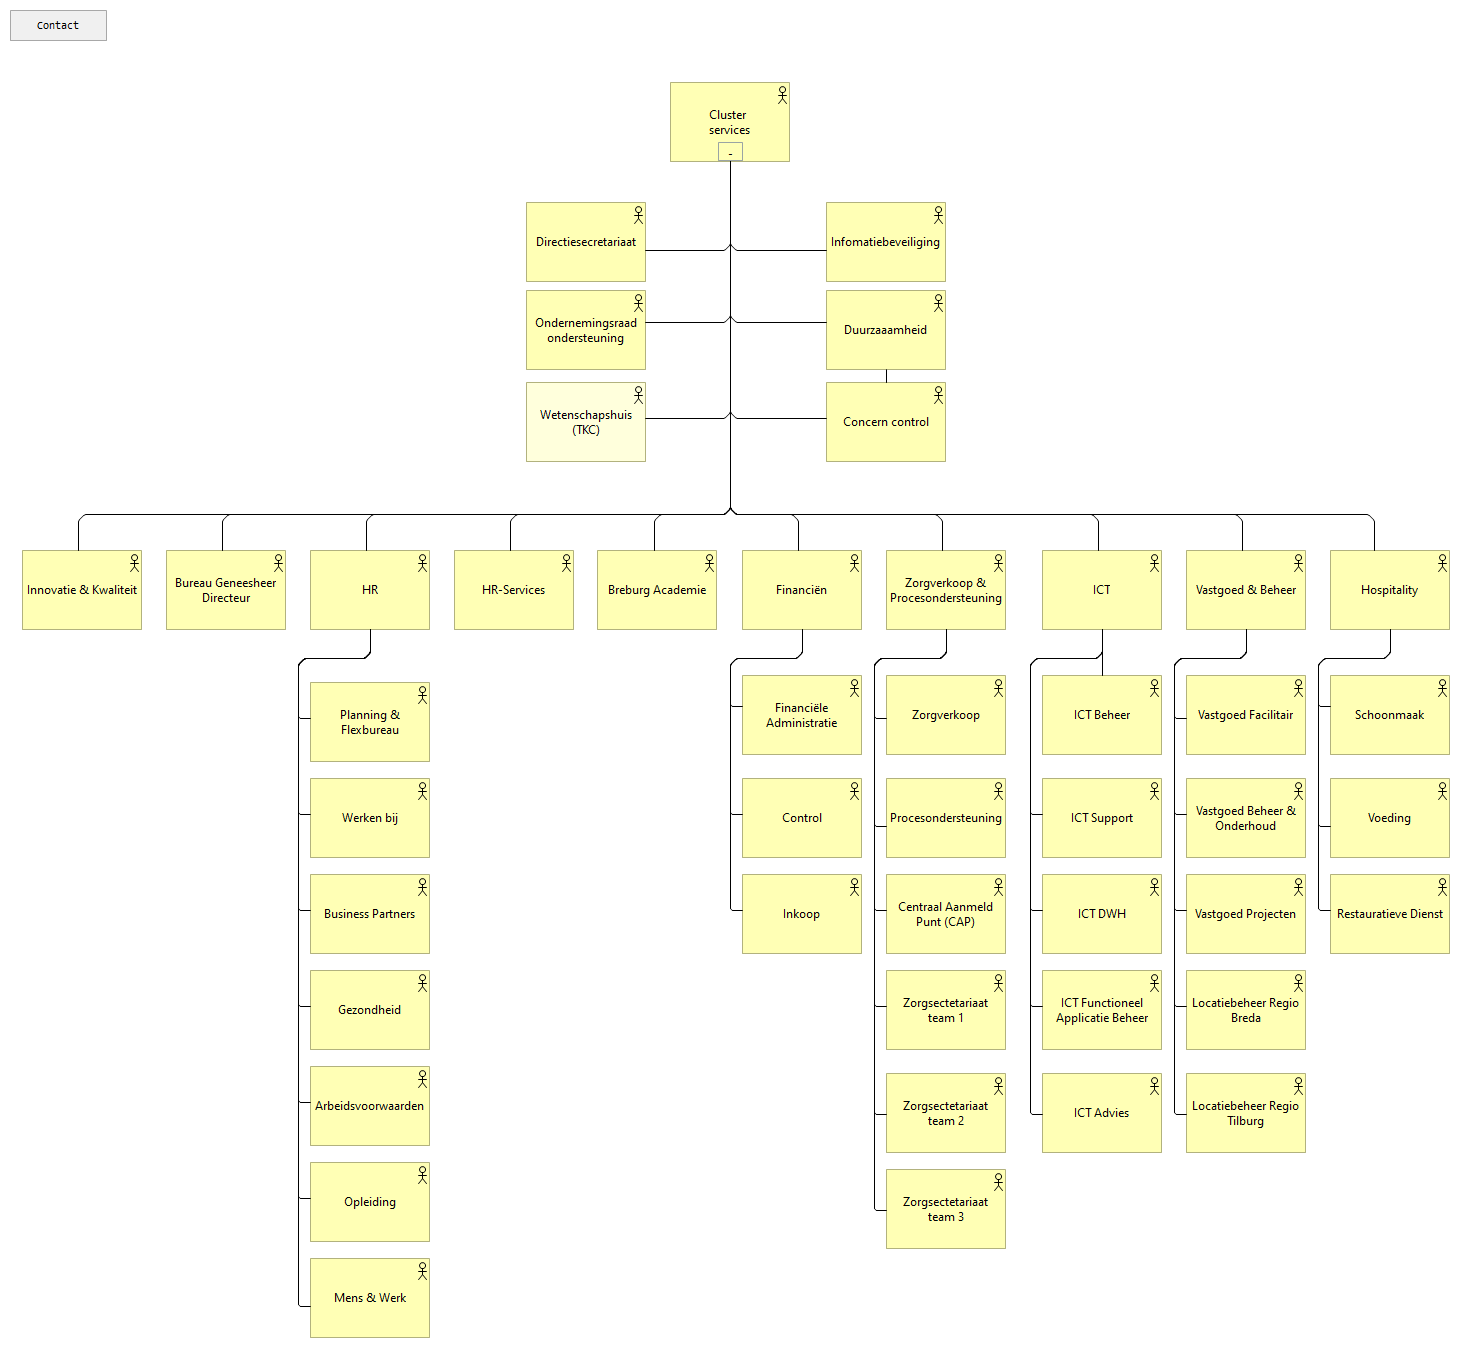 Contact
Cluster
services
-
Directiesecretariaat
Infomatiebeveiliging
Ondernemingsraad
ondersteuning
Duurzaaamheid
Wetenschapshuis
(TKC)
Concern control
Innovatie & Kwaliteit
Bureau Geneesheer
Directeur
HR
HR-Services
Breburg Academie
Financiën
Zorgverkoop &
Procesondersteuning
ICT
Vastgoed & Beheer
Hospitality
Planning &
Flexbureau
Werken bij
Business Partners
Gezondheid
Arbeidsvoorwaarden
Opleiding
Mens & Werk
Financiële
Administratie
Control
Inkoop
Zorgverkoop
Procesondersteuning
Centraal Aanmeld
Punt (CAP)
Zorgsectetariaat
team 1
Zorgsectetariaat
team 2
Zorgsectetariaat
team 3
ICT Beheer
ICT Support
ICT DWH
ICT Functioneel
Applicatie Beheer
ICT Advies
Vastgoed Facilitair
Vastgoed Beheer &
Onderhoud
Vastgoed Projecten
Locatiebeheer Regio
Breda
Locatiebeheer Regio
Tilburg
Schoonmaak
Voeding
Restauratieve Dienst